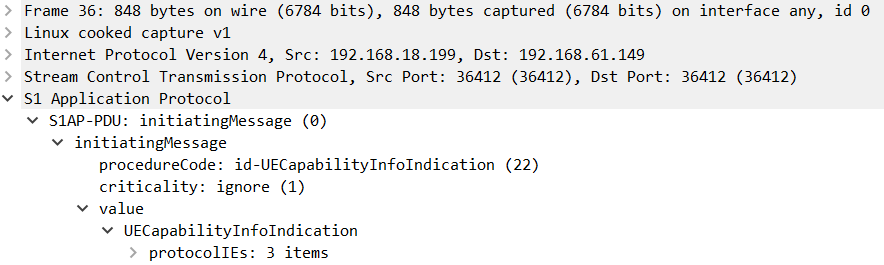 Frame 36: 848 bytes on wire (6784 bits), 848 bytes captured (6784 bits) on interface any, id 0
Linux cooked capture v1
Internet Protocol Version 4, Src: 192.168.18.199, Dst: 192.168.61.149
Stream Control Transmission Protocol, Src Port: 36412 (36412), Dst Port: 36412 (36412)
S1 Application Protocol
S1AP-PDU: initiatingMessage (0)
initiatingMessage
procedureCode: id-UECapabilityInfoIndication (22)
criticality: ignore (1)
value
UECapabilityInfoIndication
protocolIEs: 3 items